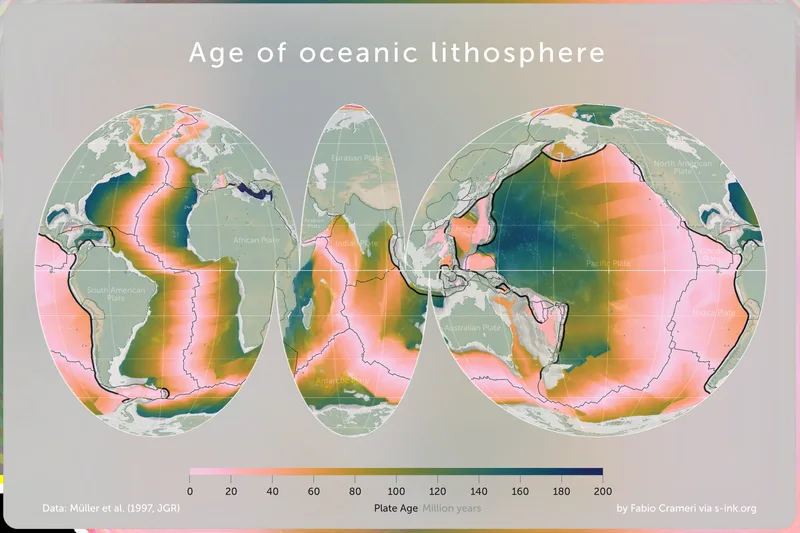 Age of oceanic lithosphere
Eurasian Plate
North American
Plate
African Plate
Indian Plate
Pacific Plate
South American
Plate
Nazca Plate
Australian Plate
0 20 40 60 80 100 120 140 160 180 200
Plate Age Million years
Data: Müller et al. (1997, JGR)
by Fabio Crameri via s-ink.org